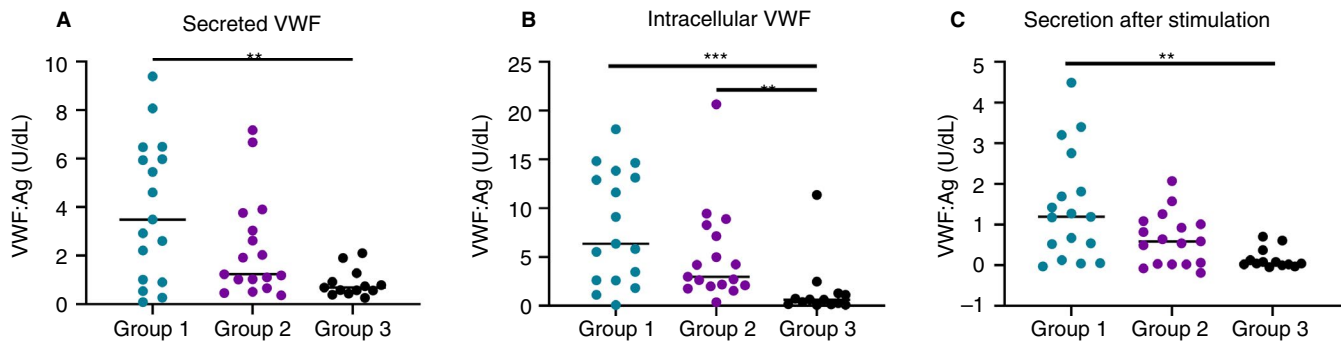 A
Secreted VWF
**
VWF:Ag (U/dL)
10
8
6
4
2
0
Group 1 Group 2 Group 3
B
Intracellular VWF
***
**
VWF:Ag (U/dL)
25
20
15
10
5
0
Group 1 Group 2 Group 3
C
Secretion after stimulation
**
VWF:Ag (U/dL)
5
4
3
2
1
0
–1
Group 1 Group 2 Group 3